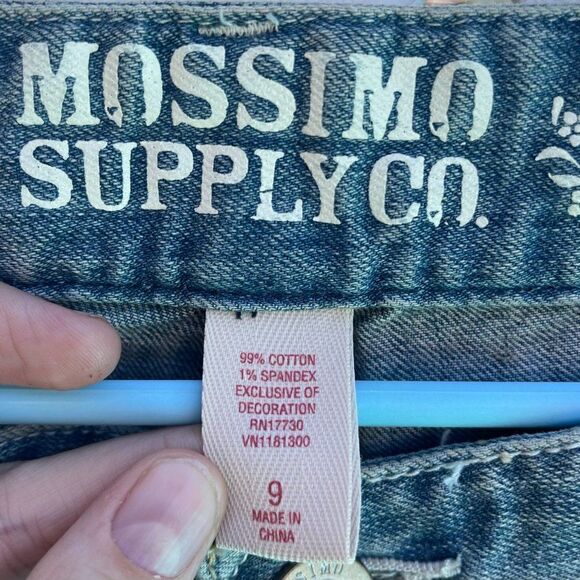 MOSSIMO
SUPPLY CO.
99% COTTON
1% SPANDEX
EXCLUSIVE OF
DECORATION
RN17730
VN1181300
9
MADE IN
CHINA